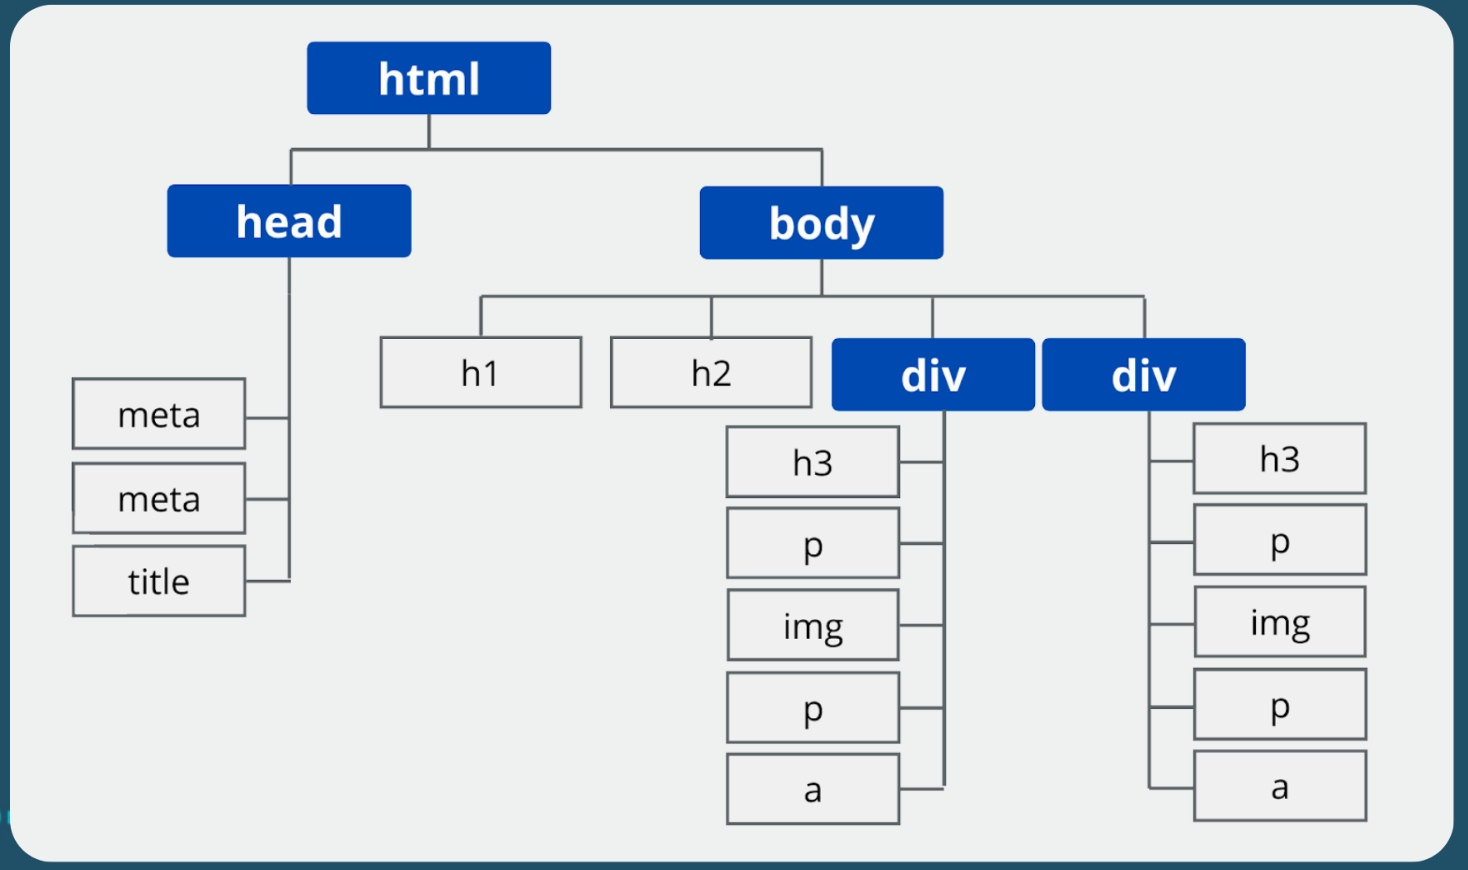 html
head
body
h1
h2
div
div
meta
meta
title
h3
p
img
p
a
h3
p
img
p
a